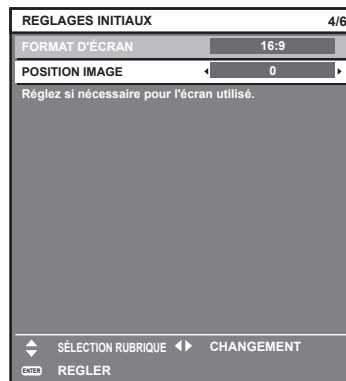 REGLAGES INITIAUX 4/6
FORMAT D'ÉCRAN 16:9
POSITION IMAGE 0
Réglez si nécessaire pour l'écran utilisé.
SÉLECTION RUBRIQUE CHANGEMENT
ENTER REGLER